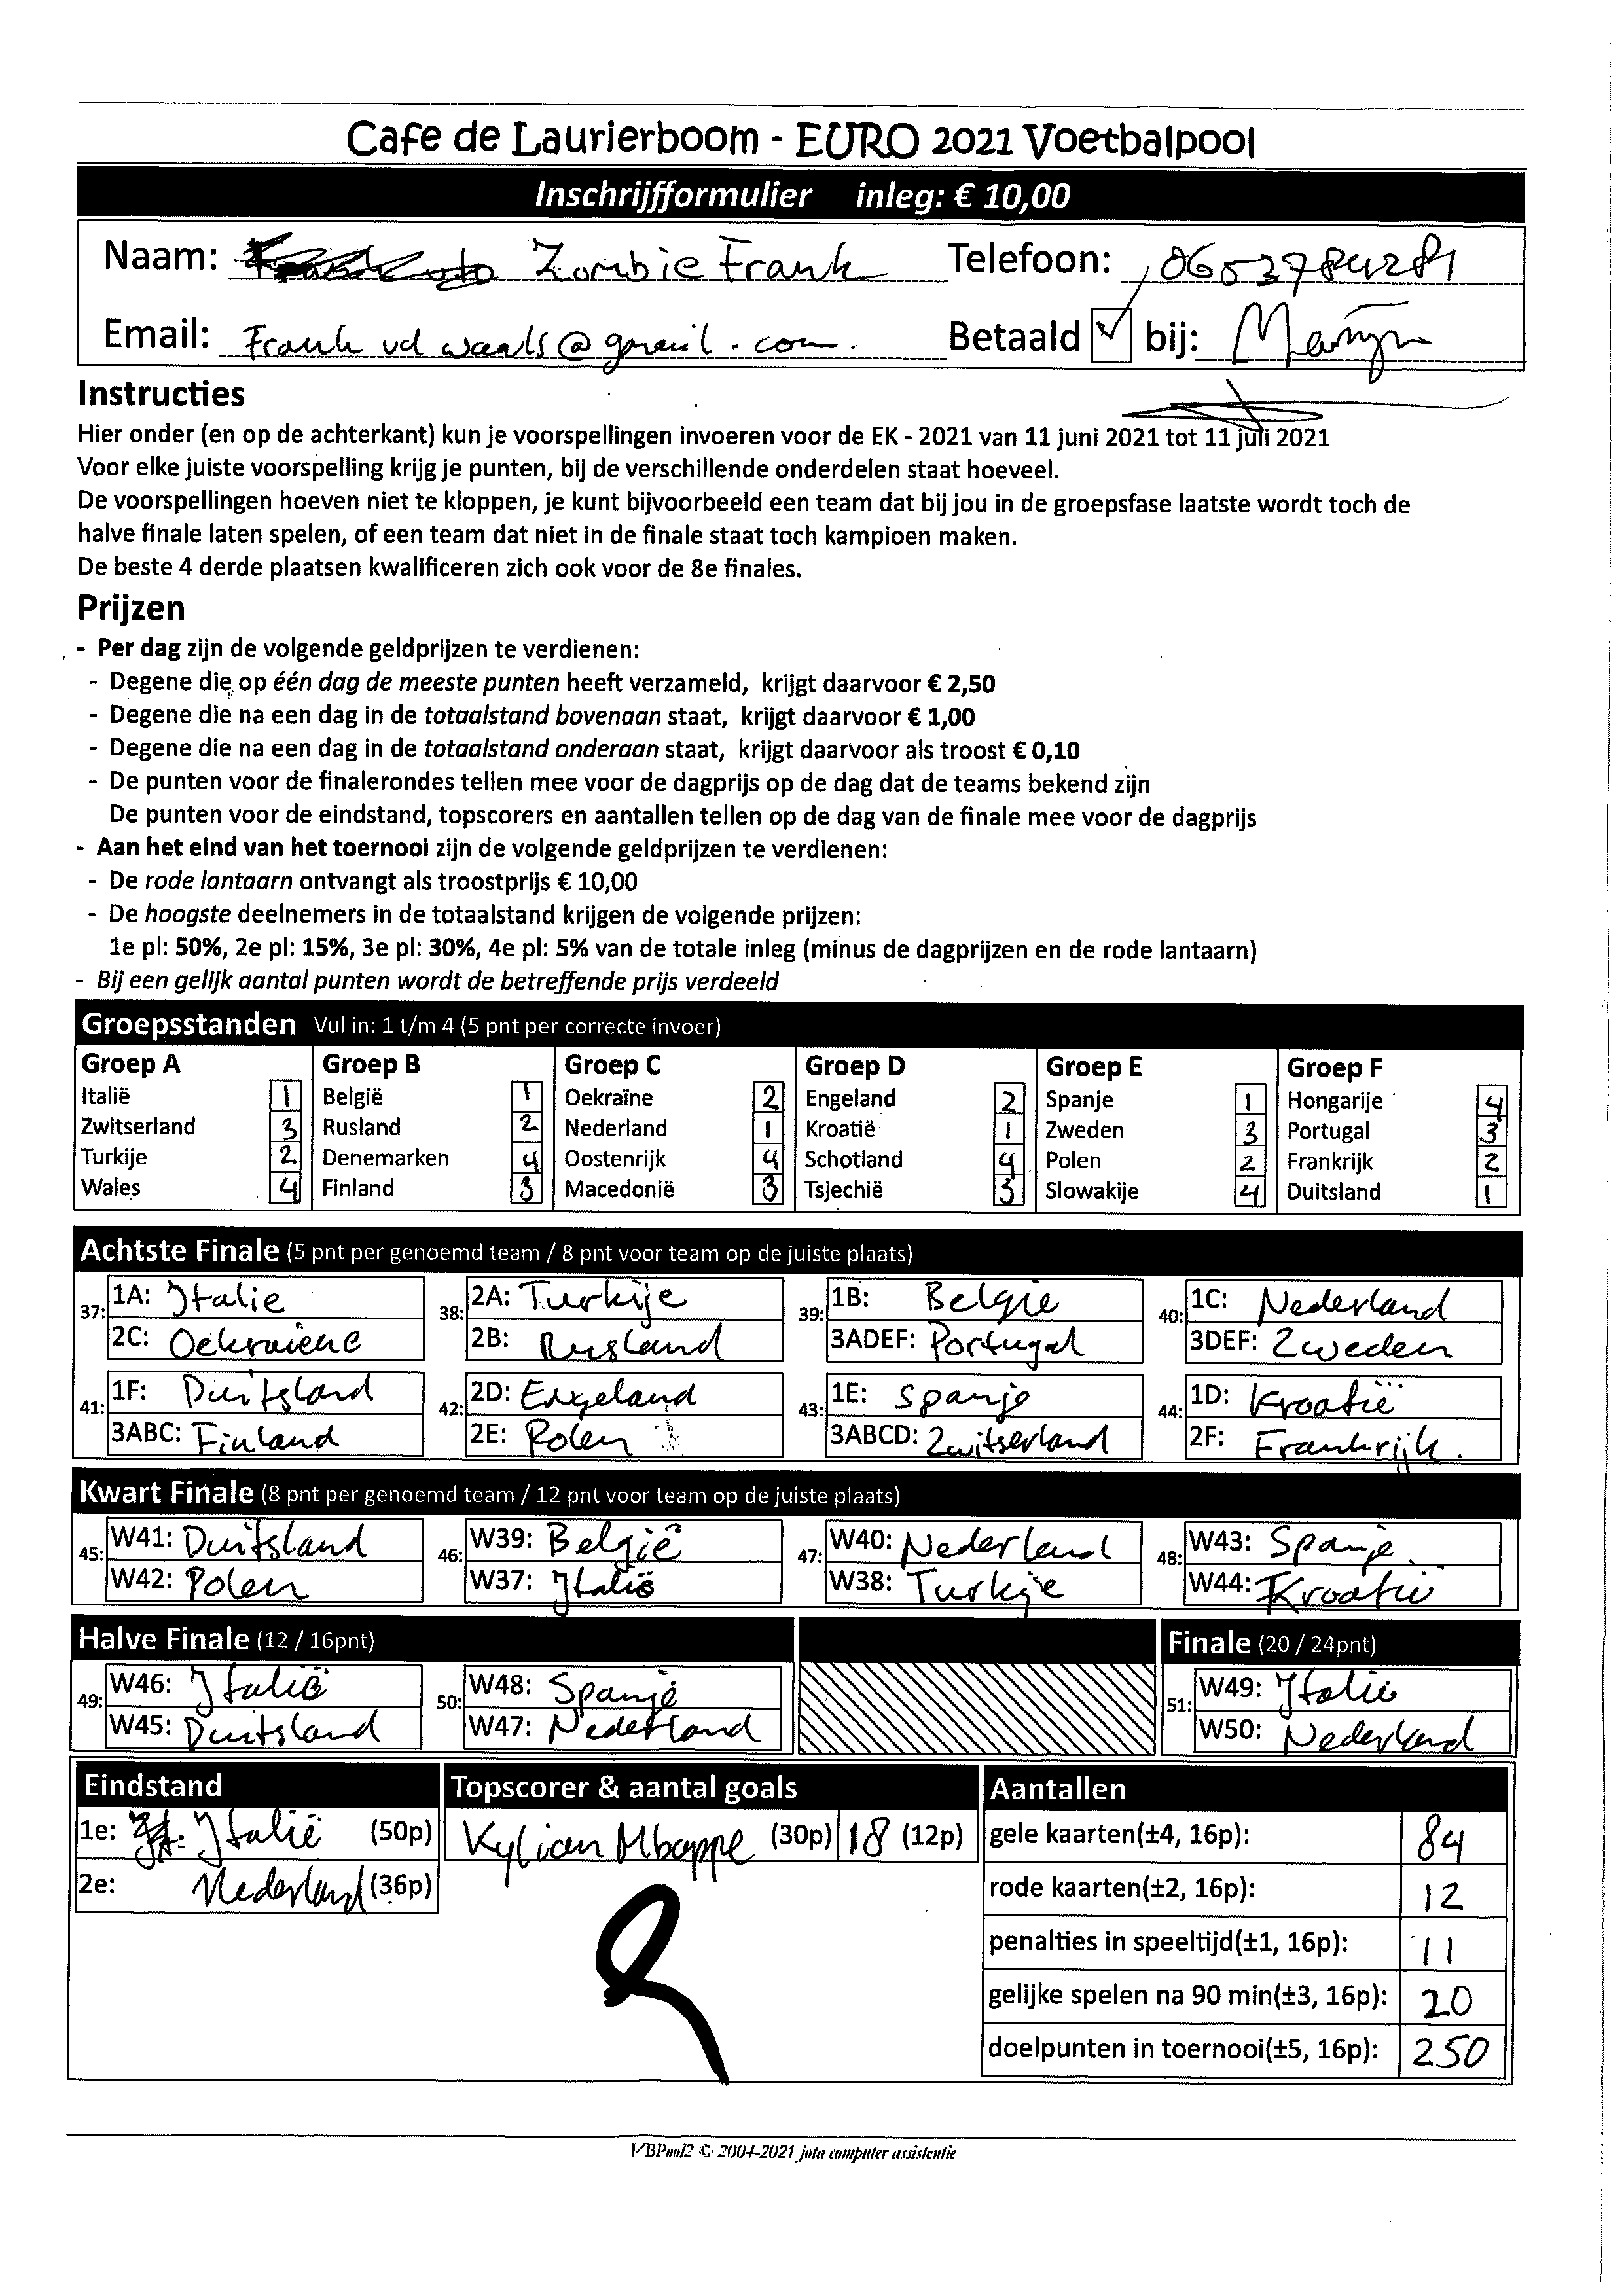 Cafe de Laurierboom - EURO 2021 Voetbalpool
Inschrijfformulier inleg: € 10,00
Naam: Zombie Frank Telefoon: 0653784281
Email: Frank vd waals@gmail.com. Betaald ✓ bij: Martijn
Instructies
Hier onder (en op de achterkant) kun je voorspellingen invoeren voor de EK - 2021 van 11 juni 2021 tot 11 juli 2021
Voor elke juiste voorspelling krijg je punten, bij de verschillende onderdelen staat hoeveel.
De voorspellingen hoeven niet te kloppen, je kunt bijvoorbeeld een team dat bij jou in de groepsfase laatste wordt toch de
halve finale laten spelen, of een team dat niet in de finale staat toch kampioen maken.
De beste 4 derde plaatsen kwalificeren zich ook voor de 8e finales.
Prijzen
- Per dag zijn de volgende geldprijzen te verdienen:
- Degene die op één dag de meeste punten heeft verzameld, krijgt daarvoor € 2,50
- Degene die na een dag in de totaalstand bovenaan staat, krijgt daarvoor € 1,00
- Degene die na een dag in de totaalstand onderaan staat, krijgt daarvoor als troost € 0,10
- De punten voor de finalerondes tellen mee voor de dagprijs op de dag dat de teams bekend zijn
De punten voor de eindstand, topscorers en aantallen tellen op de dag van de finale mee voor de dagprijs
- Aan het eind van het toernooi zijn de volgende geldprijzen te verdienen:
- De rode lantaarn ontvangt als troostprijs € 10,00
- De hoogste deelnemers in de totaalstand krijgen de volgende prijzen:
1e pl: 50%, 2e pl: 15%, 3e pl: 30%, 4e pl: 5% van de totale inleg (minus de dagprijzen en de rode lantaarn)
- Bij een gelijk aantal punten wordt de betreffende prijs verdeeld
Groepsstanden Vul in: 1 t/m 4 (5 pnt per correcte invoer)
Groep A Groep B Groep C Groep D Groep E Groep F
Italië 1 België 1 Oekraïne 2 Engeland 2 Spanje 1 Hongarije 4
Zwitserland 3 Rusland 2 Nederland 1 Kroatië 1 Zweden 3 Portugal 3
Turkije 2 Denemarken 4 Oostenrijk 4 Schotland 4 Polen 2 Frankrijk 2
Wales 4 Finland 3 Macedonië 3 Tsjechië 3 Slowakije 4 Duitsland 1
Achtste Finale (5 pnt per genoemd team / 8 pnt voor team op de juiste plaats)
37: 1A: Italie 38: 2A: Turkije 39: 1B: Belgie 40: 1C: Nederland
2C: Oekraiene 2B: Rusland 3ADEF: Portugal 3DEF: Zweden
41: 1F: Duitsland 42: 2D: Engeland 43: 1E: Spanje 44: 1D: Kroatië
3ABC: Finland 2E: Polen 3ABCD: Zwitserland 2F: Frankrijk.
Kwart Finale (8 pnt per genoemd team / 12 pnt voor team op de juiste plaats)
45: W41: Duitsland 46: W39: België 47: W40: Nederland 48: W43: Spanje.
W42: Polen W37: Italië W38: Turkije W44: Kroatië
Halve Finale (12 / 16pnt) Finale (20 / 24pnt)
49: W46: Italië 50: W48: Spanje 51: W49: Italië
W45: Duitsland W47: Nederland W50: Nederland
Eindstand Topscorer & aantal goals Aantallen
1e: Italië (50p) Kylian Mbappe (30p) 18 (12p) gele kaarten(±4, 16p): 84
2e: Nederland (36p) rode kaarten(±2, 16p): 12
penalties in speeltijd(±1, 16p): 11
gelijke spelen na 90 min(±3, 16p): 20
doelpunten in toernooi(±5, 16p): 250
VBPool2 © 2004-2021 jota computer assistentie